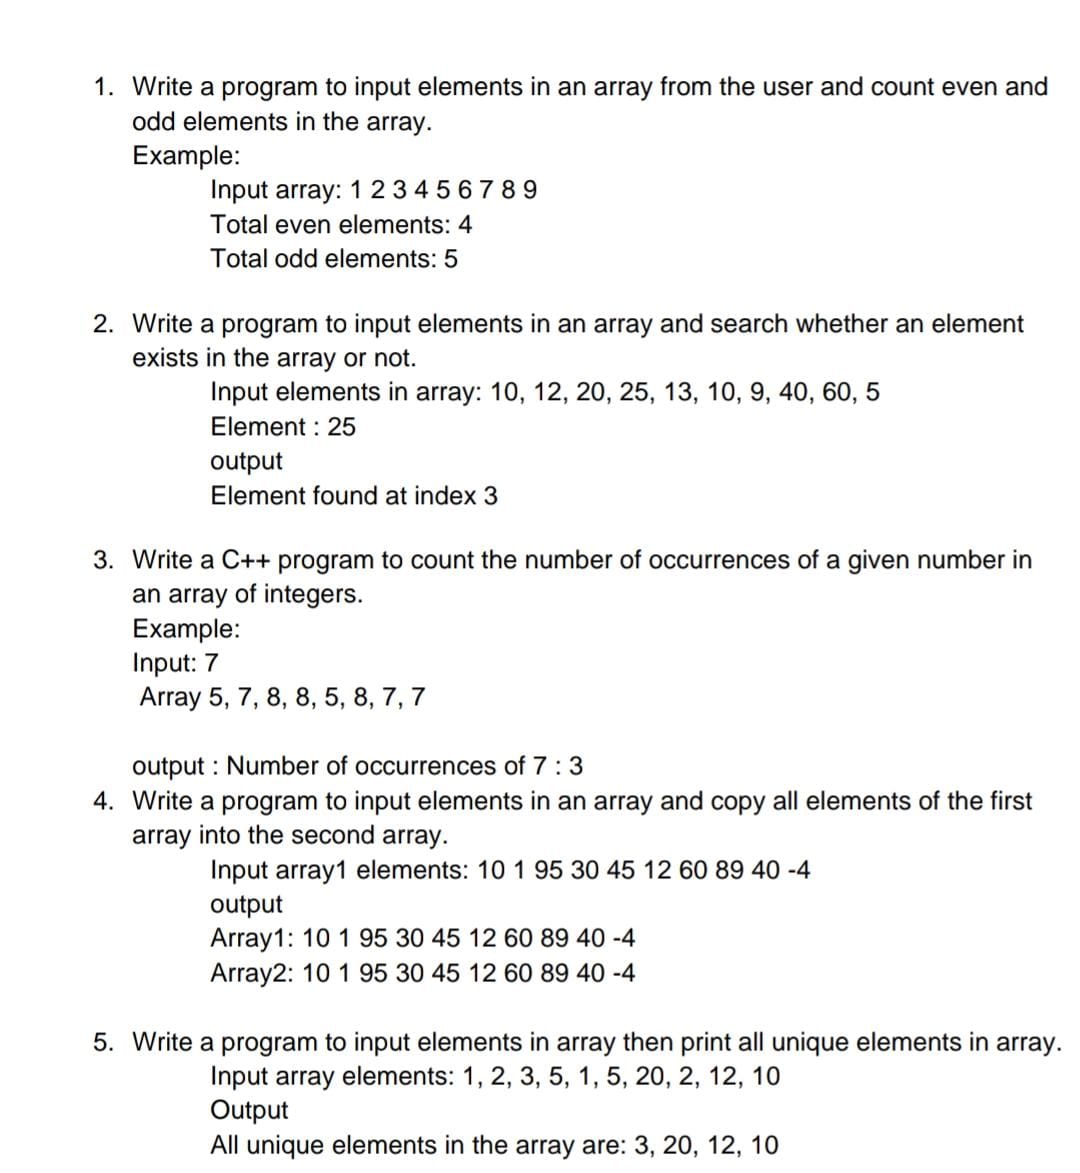 1. Write a program to input elements in an array from the user and count even and
odd elements in the array.
Example:
Input array: 1 2 3 4 5 6 7 8 9
Total even elements: 4
Total odd elements: 5
2. Write a program to input elements in an array and search whether an element
exists in the array or not.
Input elements in array: 10, 12, 20, 25, 13, 10, 9, 40, 60, 5
Element : 25
output
Element found at index 3
3. Write a C++ program to count the number of occurrences of a given number in
an array of integers.
Example:
Input: 7
Array 5, 7, 8, 8, 5, 8, 7, 7
output : Number of occurrences of 7 : 3
4. Write a program to input elements in an array and copy all elements of the first
array into the second array.
Input array1 elements: 10 1 95 30 45 12 60 89 40 -4
output
Array1: 10 1 95 30 45 12 60 89 40 -4
Array2: 10 1 95 30 45 12 60 89 40 -4
5. Write a program to input elements in array then print all unique elements in array.
Input array elements: 1, 2, 3, 5, 1, 5, 20, 2, 12, 10
Output
All unique elements in the array are: 3, 20, 12, 10